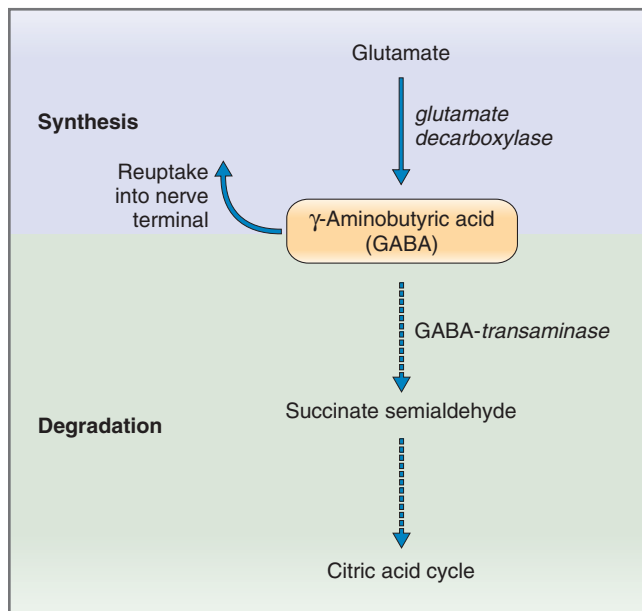 Glutamate
Synthesis
glutamate
decarboxylase
Reuptake
into nerve
terminal
γ-Aminobutyric acid
(GABA)
GABA-transaminase
Succinate semialdehyde
Degradation
Citric acid cycle